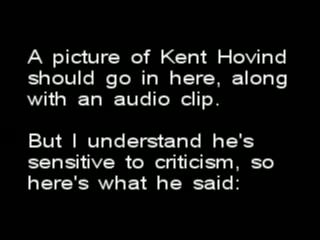 A picture of Kent Hovind
should go in here, along
with an audio clip.
But I understand he's
sensitive to criticism, so
here's what he said: